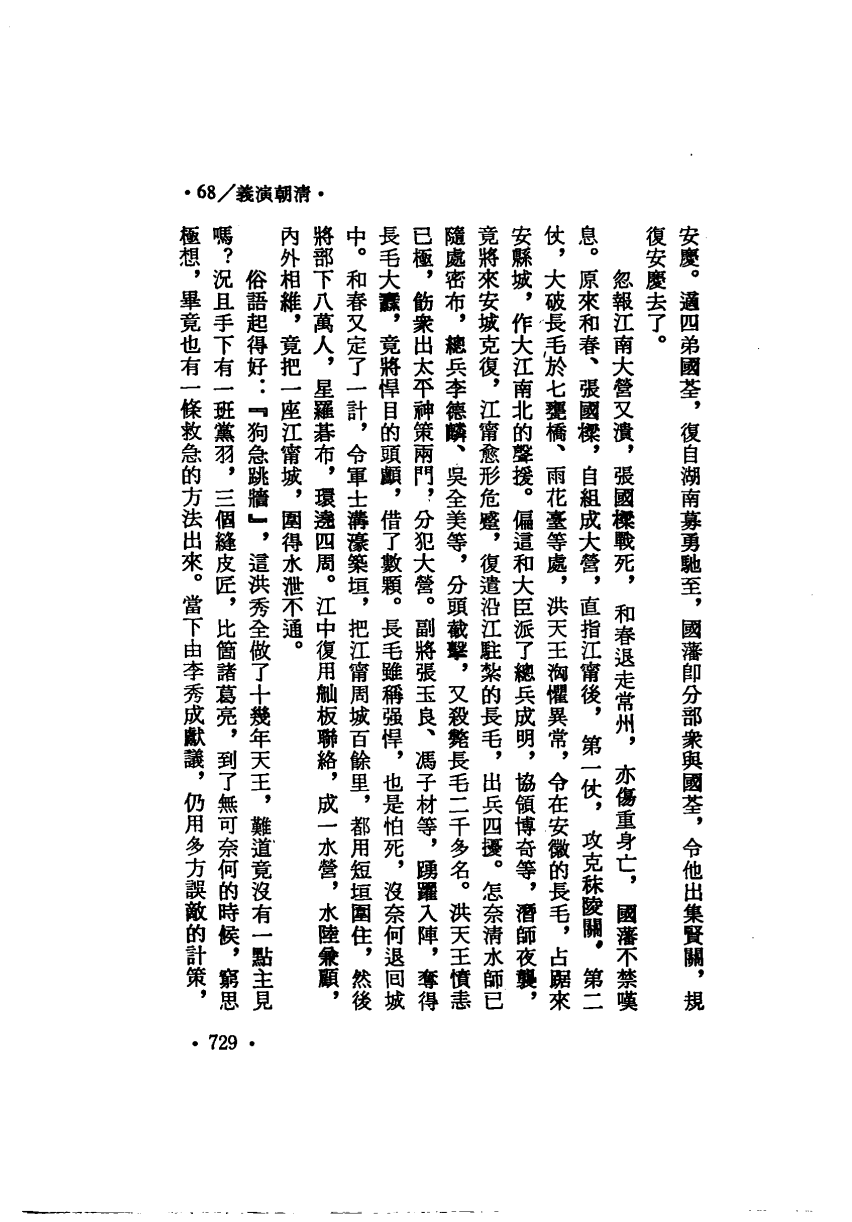 ·68／義演朝清·
安慶。適四弟國荃，復自湖南募勇馳至，國藩卽分部衆與國荃，令他出集賢關，規
復安慶去了。
忽報江南大營又潰，張國樑戰死，和春退走常州，亦傷重身亡，國藩不禁嘆
息。原來和春、張國樑，自組成大營，直指江甯後，第一仗，攻克秣陵關，第二
仗，大破長毛於七甕橋、雨花臺等處，洪天王恟懼異常，令在安徽的長毛，占踞來
安縣城，作大江南北的聲援。偏這和大臣派了總兵成明，協領博奇等，潛師夜襲，
竟將來安城克復，江甯愈形危蹙，復遣沿江駐紮的長毛，出兵四擾。怎奈清水師已
隨處密布，總兵李德麟、吳全美等，分頭截擊，又殺斃長毛二千多名。洪天王憤恚
已極，飭衆出太平神策兩門，分犯大營。副將張玉良、馮子材等，踴躍入陣，奪得
長毛大纛，竟將悍目的頭顱，借了數顆。長毛雖稱强悍，也是怕死，沒奈何退回城
中。和春又定了一計，令軍士溝濠築垣，把江甯周城百餘里，都用短垣圍住，然後
將部下八萬人，星羅碁布，環遶四周。江中復用舢板聯絡，成一水營，水陸兼顧，
內外相維，竟把一座江甯城，圍得水泄不通。
俗語起得好：『狗急跳牆』，這洪秀全做了十幾年天王，難道竟沒有一點主見
嗎？況且手下有一班黨羽，三個縫皮匠，比箇諸葛亮，到了無可奈何的時候，窮思
極想，畢竟也有一條救急的方法出來。當下由李秀成獻議，仍用多方誤敵的計策，
·729·